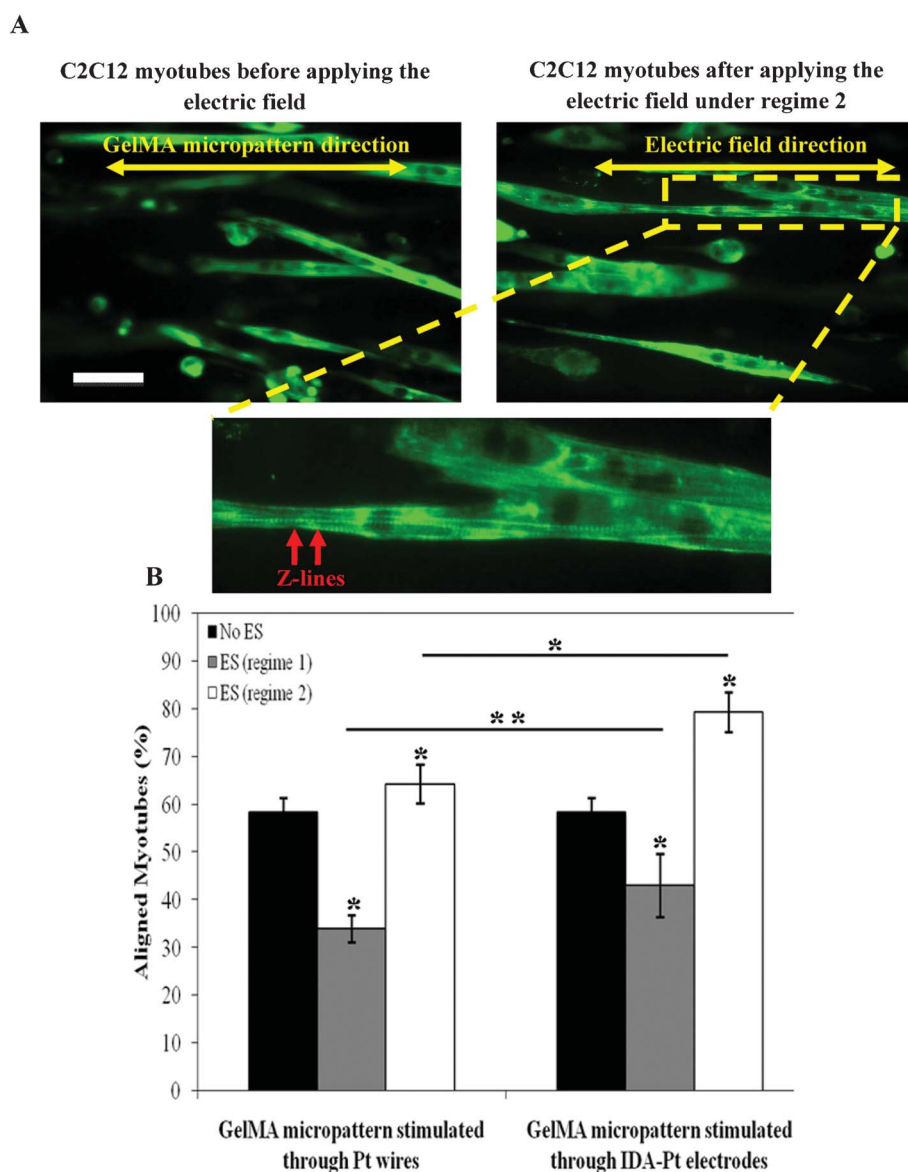 A
C2C12 myotubes before applying the
electric field
C2C12 myotubes after applying the
electric field under regime 2
GelMA micropattern direction
Electric field direction
Z-lines
B
100
90
80
70
60
50
40
30
20
10
0
Aligned Myotubes (%)
No ES
ES (regime 1)
ES (regime 2)
*
**
*
*
*
*
GelMA micropattern stimulated
through Pt wires
GelMA micropattern stimulated
through IDA-Pt electrodes